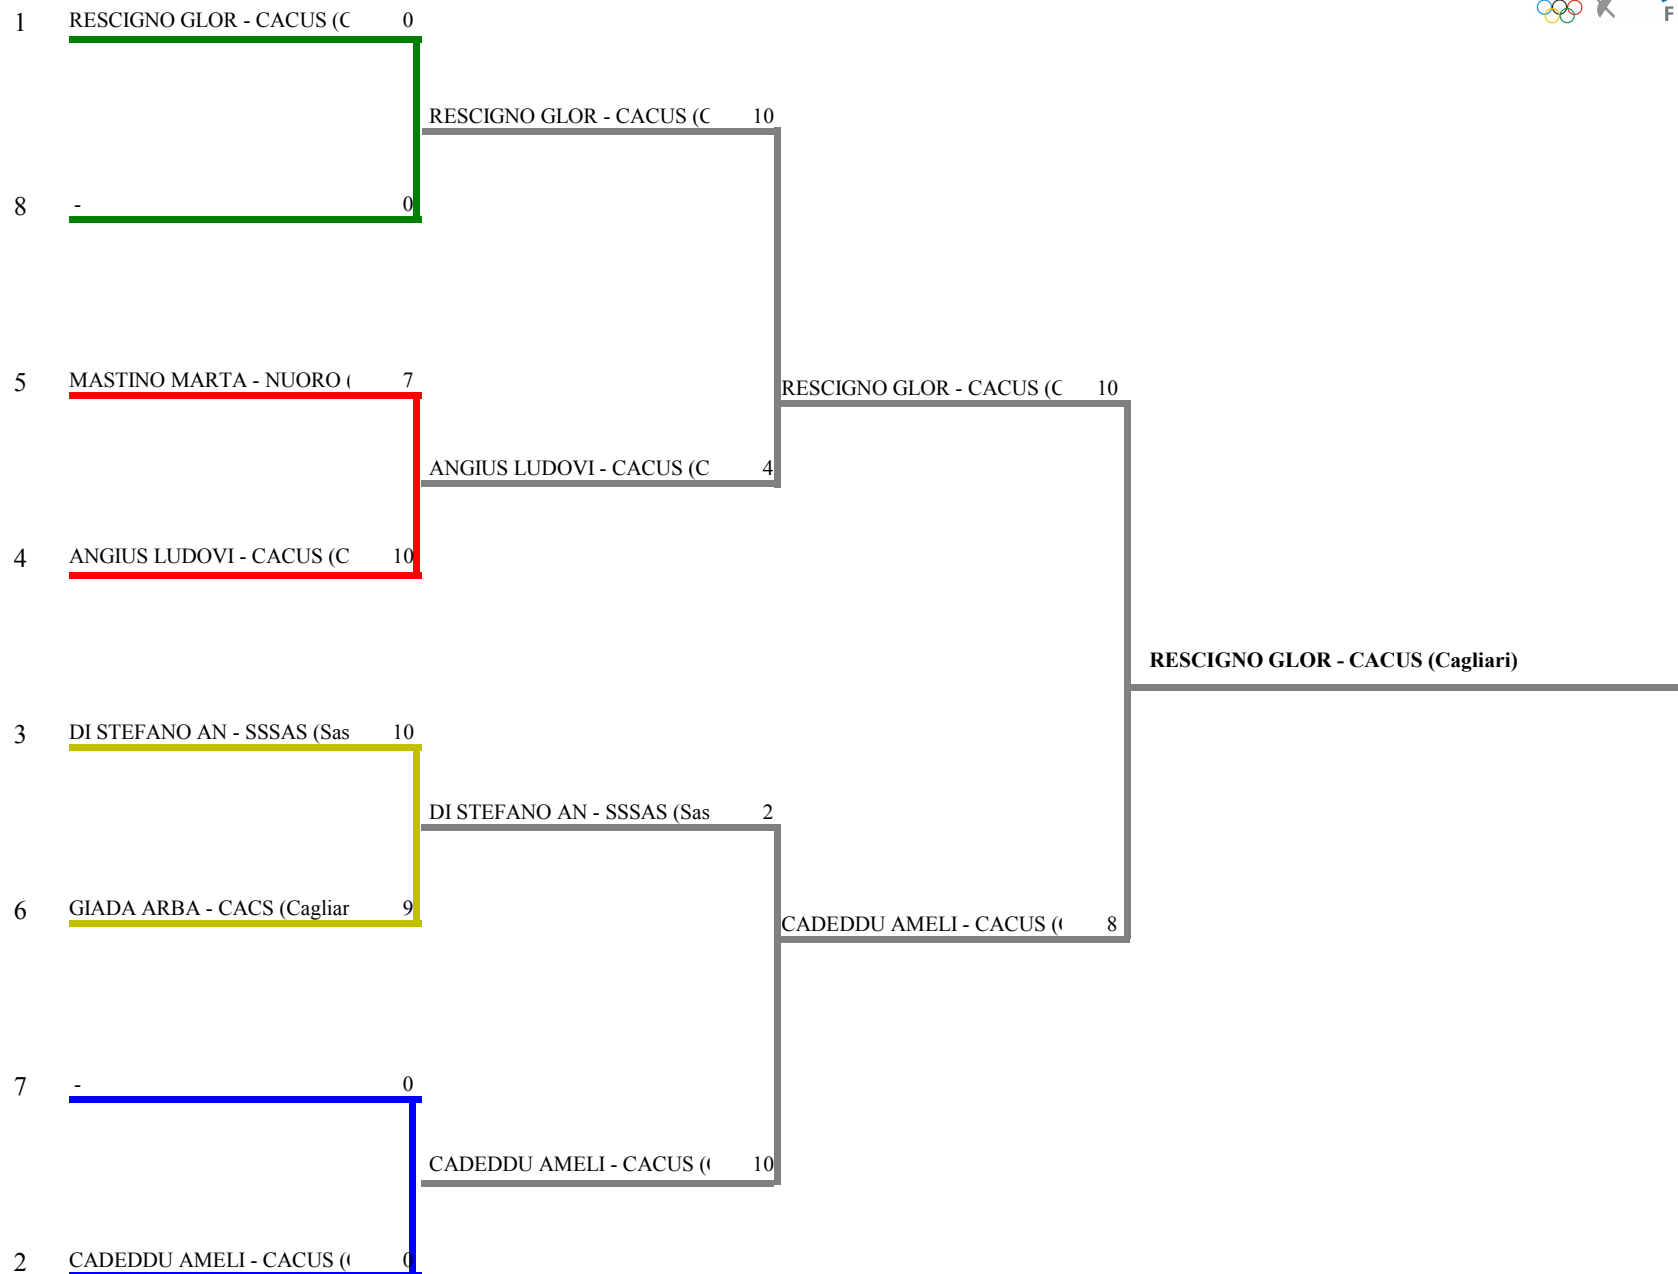 1 RESCIGNO GLOR - CACUS (C 0
RESCIGNO GLOR - CACUS (C 10
8 - 0
5 MASTINO MARTA - NUORO ( 7
RESCIGNO GLOR - CACUS (C 10
ANGIUS LUDOVI - CACUS (C 4
4 ANGIUS LUDOVI - CACUS (C 10
RESCIGNO GLOR - CACUS (Cagliari)
3 DI STEFANO AN - SSSAS (Sas 10
DI STEFANO AN - SSSAS (Sas 2
6 GIADA ARBA - CACS (Cagliar 9
CADEDDU AMELI - CACUS ( 8
7 - 0
CADEDDU AMELI - CACUS ( 10
2 CADEDDU AMELI - CACUS ( 0
F